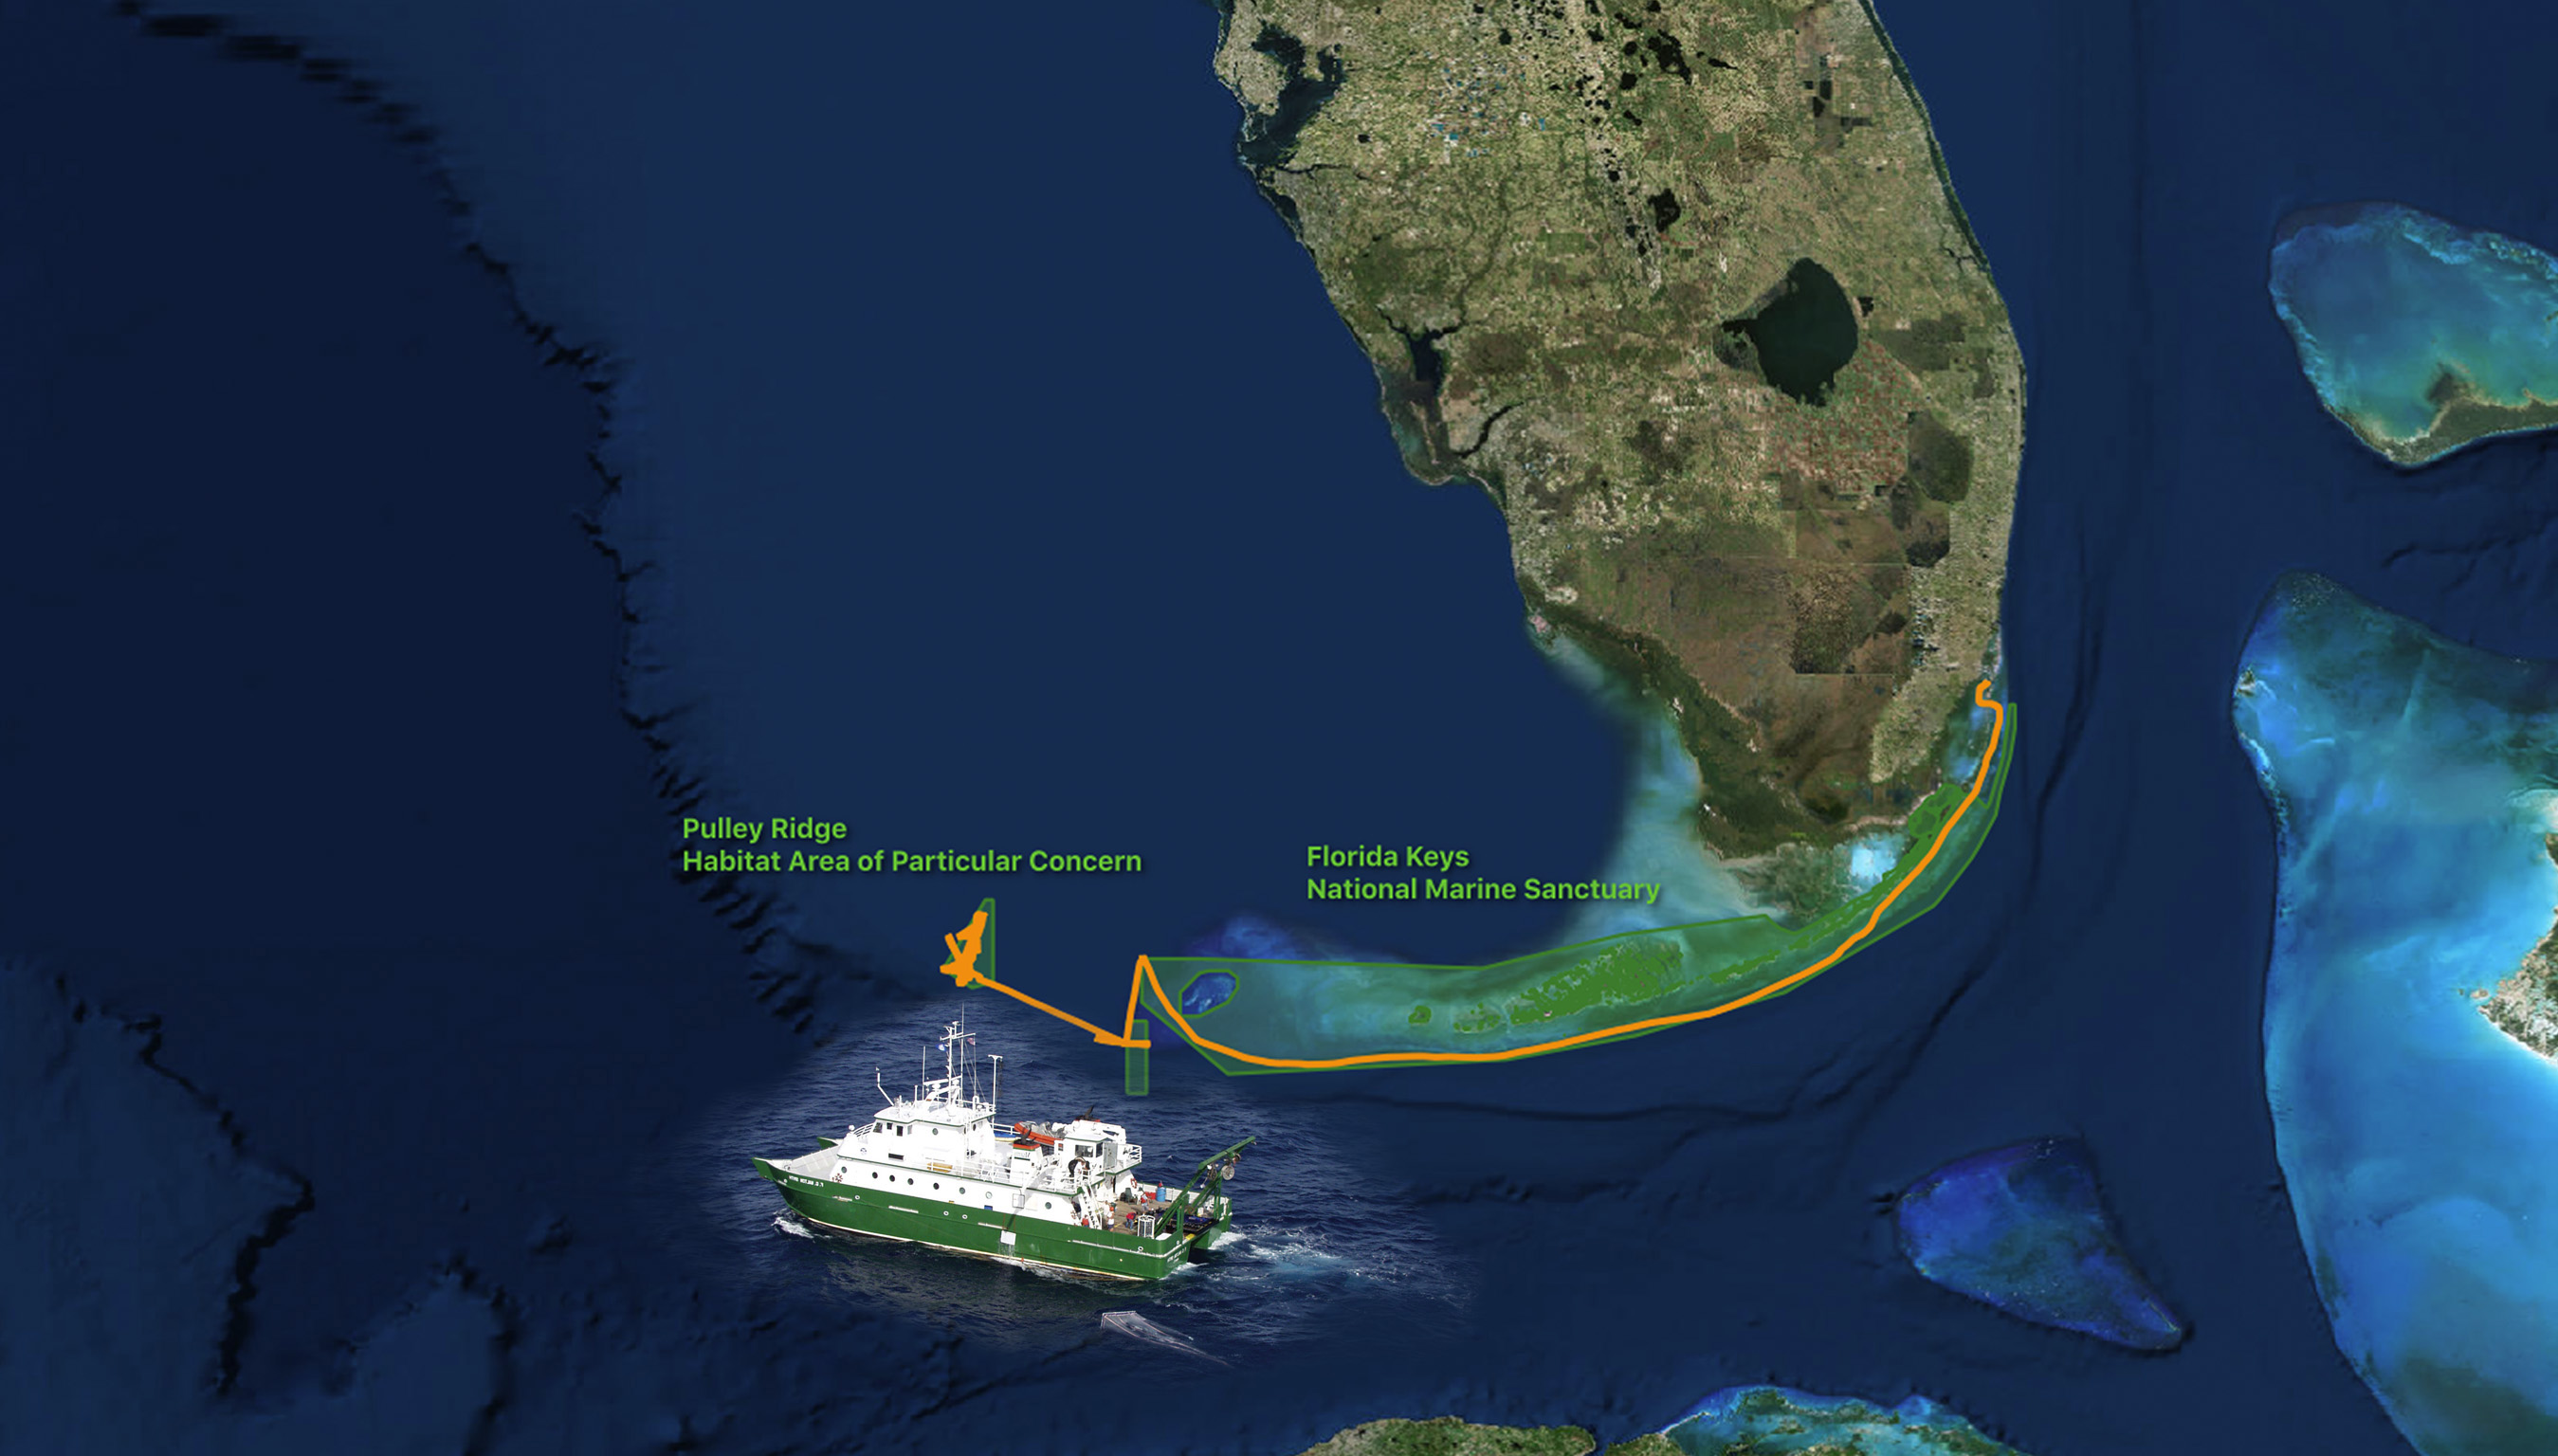 Pulley Ridge
Habitat Area of Particular Concern
Florida Keys
National Marine Sanctuary